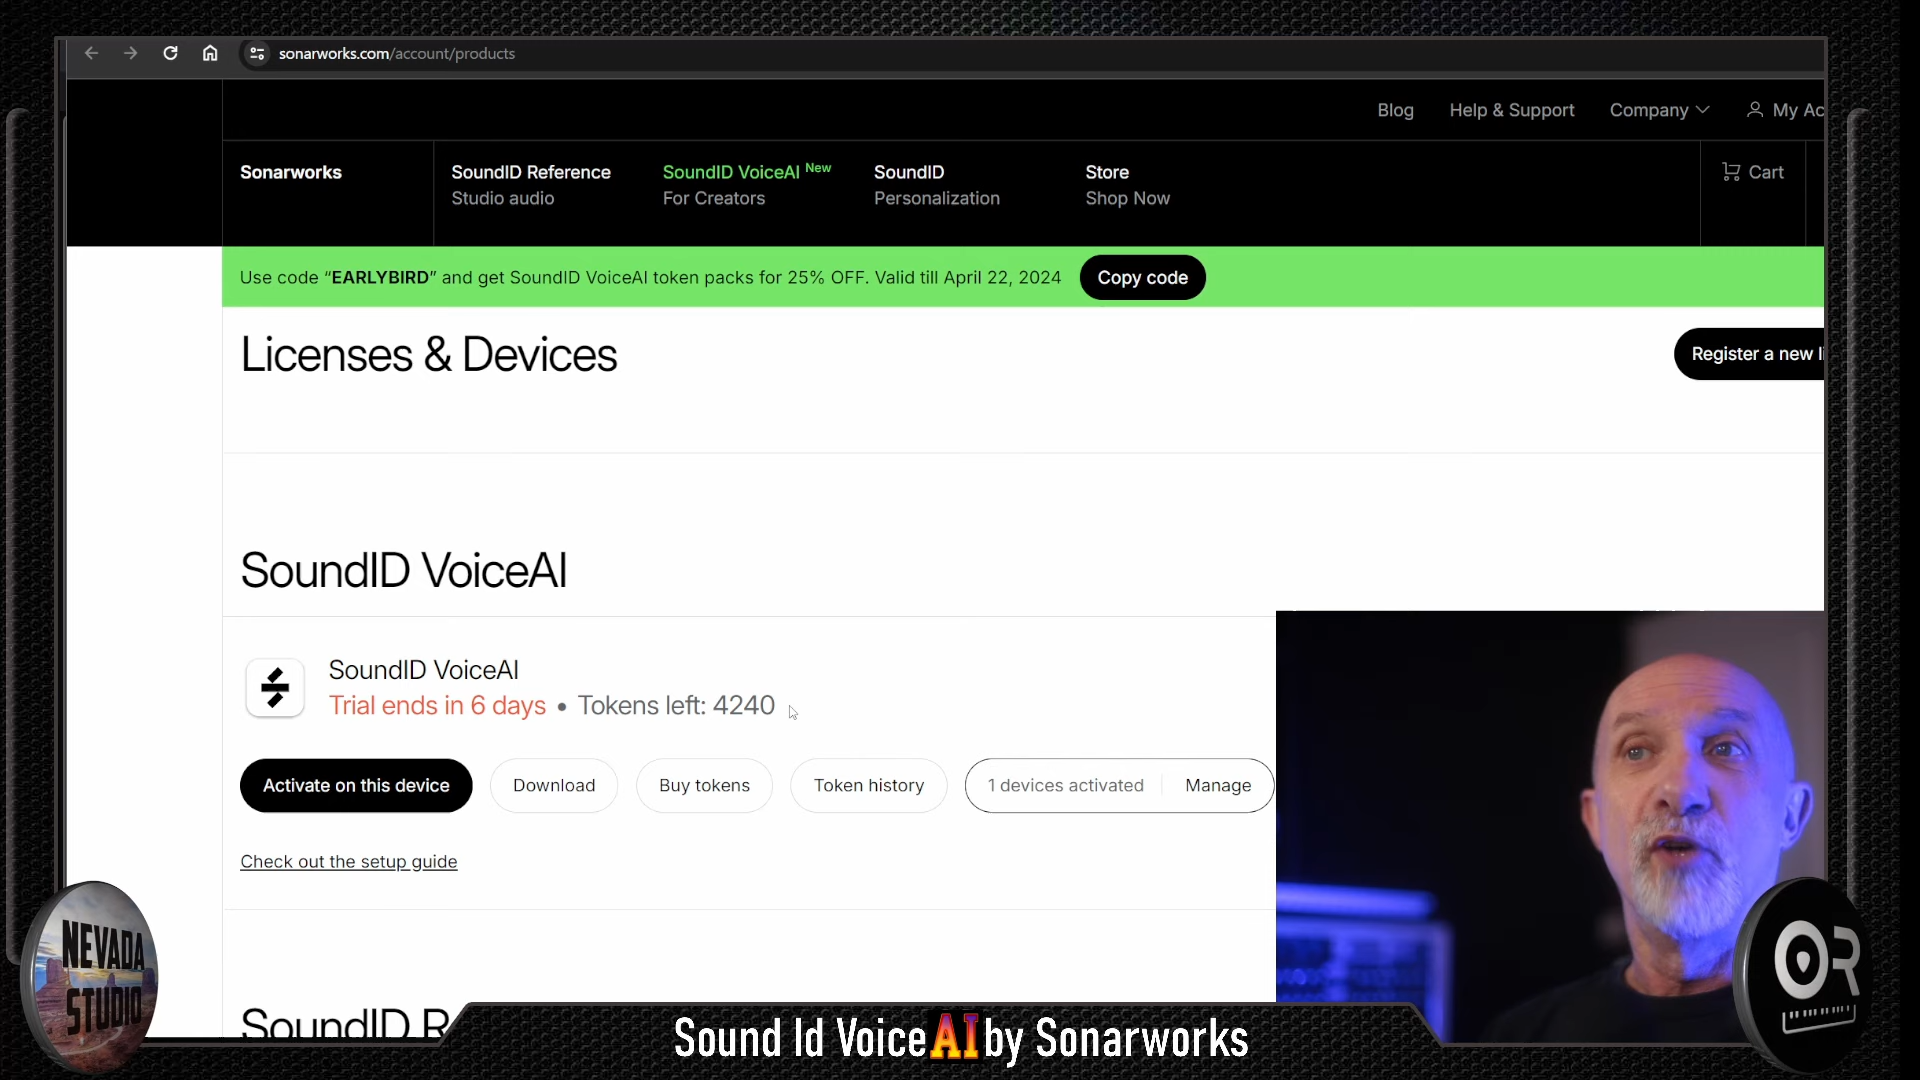 sonarworks.com/account/products
Blog
Help & Support
Company
My Ac
Sonarworks
SoundID Reference
Studio audio
SoundID VoiceAI New
For Creators
SoundID
Personalization
Store
Shop Now
Cart
Use code “EARLYBIRD” and get SoundID VoiceAI token packs for 25% OFF. Valid till April 22, 2024
Copy code
Licenses & Devices
Register a new li
SoundID VoiceAI
SoundID VoiceAI
Trial ends in 6 days • Tokens left: 4240
Activate on this device
Download
Buy tokens
Token history
1 devices activated
Manage
Check out the setup guide
SoundID R
NEVADA
STUDIO
OR
Sound Id VoiceAI by Sonarworks